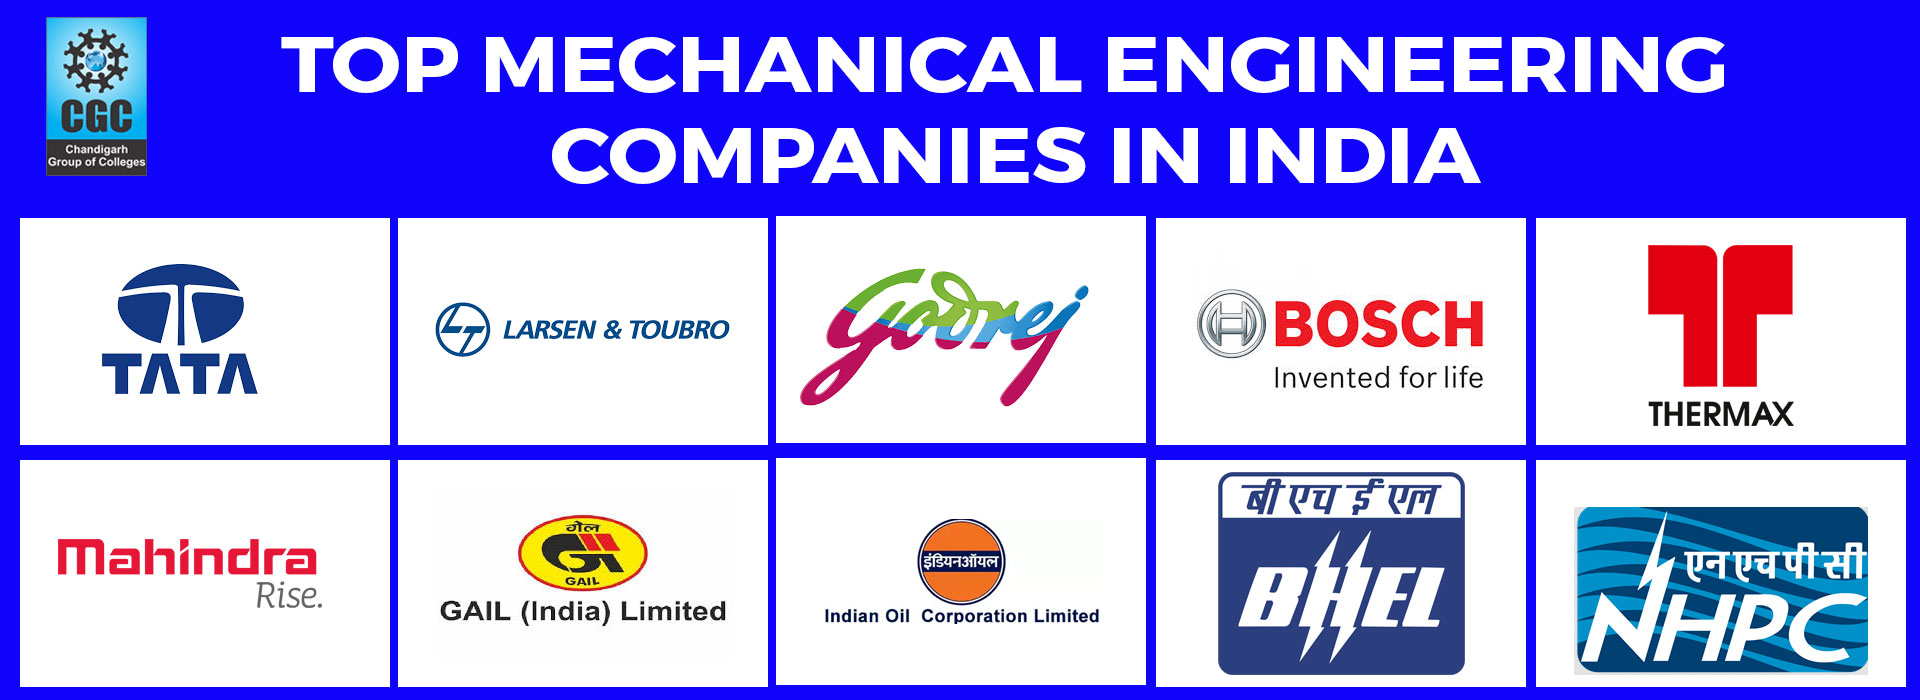 CGC
Chandigarh
Group of Colleges
TOP MECHANICAL ENGINEERING
COMPANIES IN INDIA
TATA
LT LARSEN & TOUBRO
Godrej
BOSCH
Invented for life
THERMAX
Mahindra
Rise.
गेल
GAIL
GAIL (India) Limited
इंडियनऑयल
Indian Oil Corporation Limited
बी एच ई एल
BHEL
एन एच पी सी
NHPC